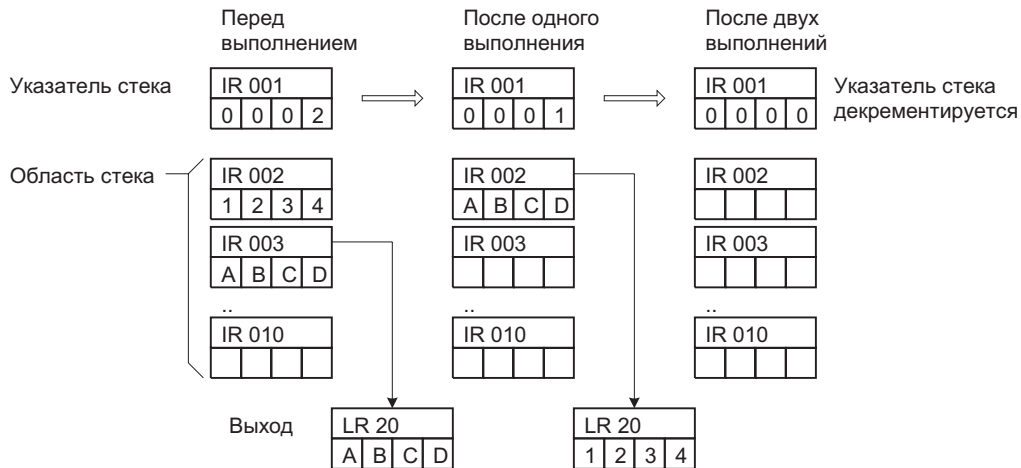 Перед выполнением
После одного выполнения
После двух выполнений
Указатель стека
IR 001
0 0 0 2
IR 001
0 0 0 1
IR 001
0 0 0 0
Указатель стека декрементируется
Область стека
IR 002
1 2 3 4
IR 002
A B C D
IR 002
IR 003
A B C D
IR 003
IR 003
..
..
..
IR 010
IR 010
IR 010
Выход
LR 20
A B C D
LR 20
1 2 3 4